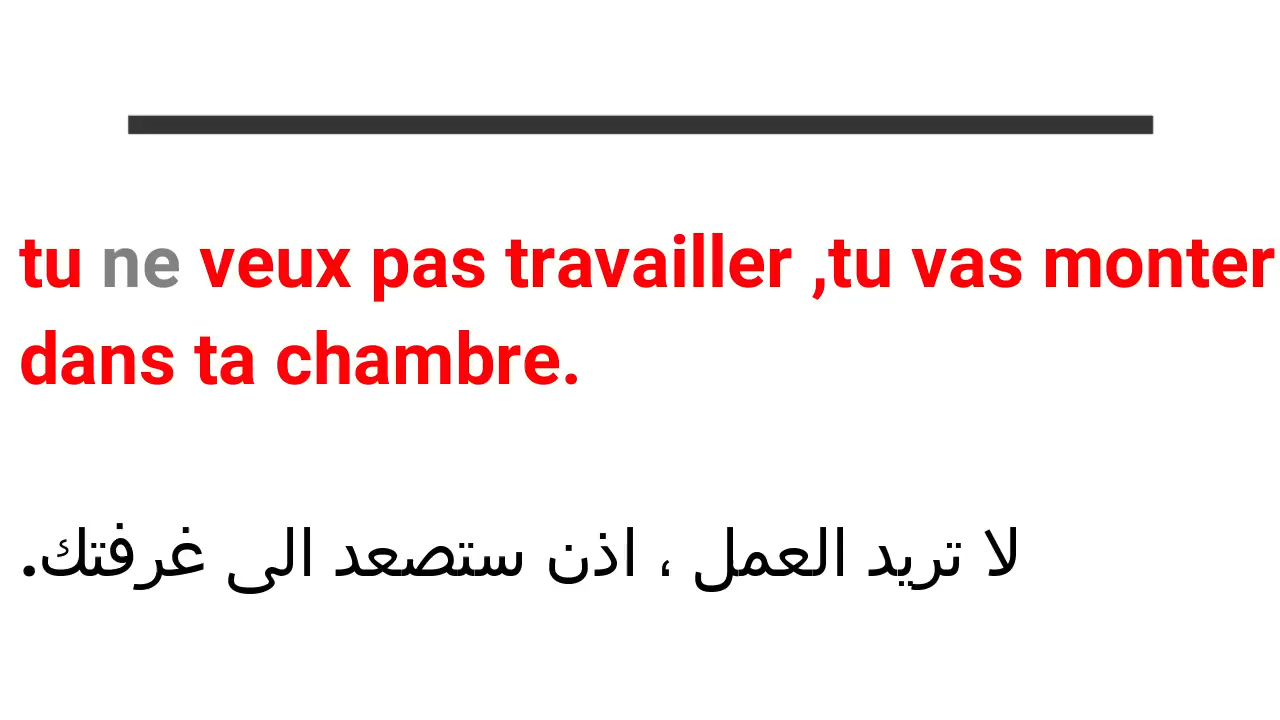 tu ne veux pas travailler ,tu vas monter
dans ta chambre.
لا تريد العمل ، اذن ستصعد الى غرفتك.